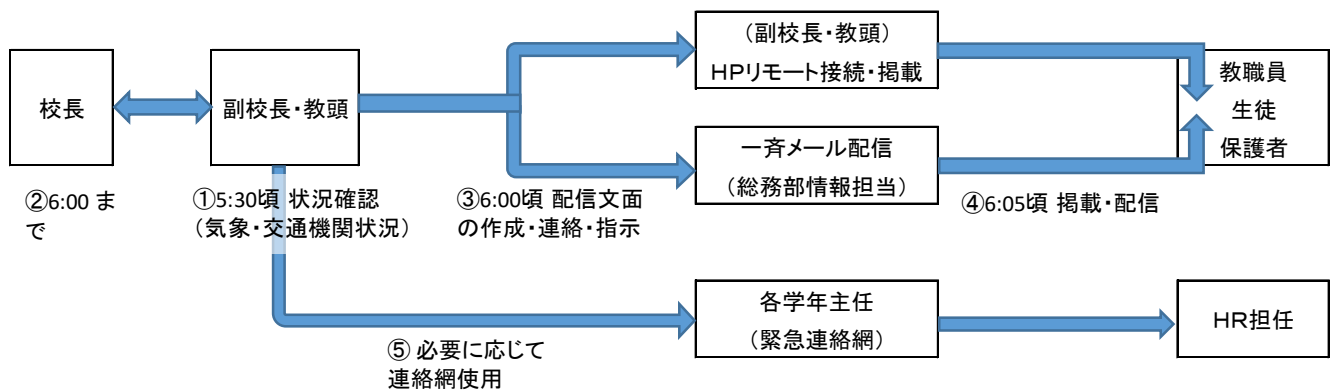 校長
②6:00 ま
で
副校長・教頭
①5:30頃 状況確認
（気象・交通機関状況）
③6:00頃 配信文面
の作成・連絡・指示
（副校長・教頭）
ＨＰリモート接続・掲載
一斉メール配信
（総務部情報担当）
④6:05頃 掲載・配信
教職員
生徒
保護者
⑤ 必要に応じて
連絡網使用
各学年主任
（緊急連絡網）
ＨＲ担任